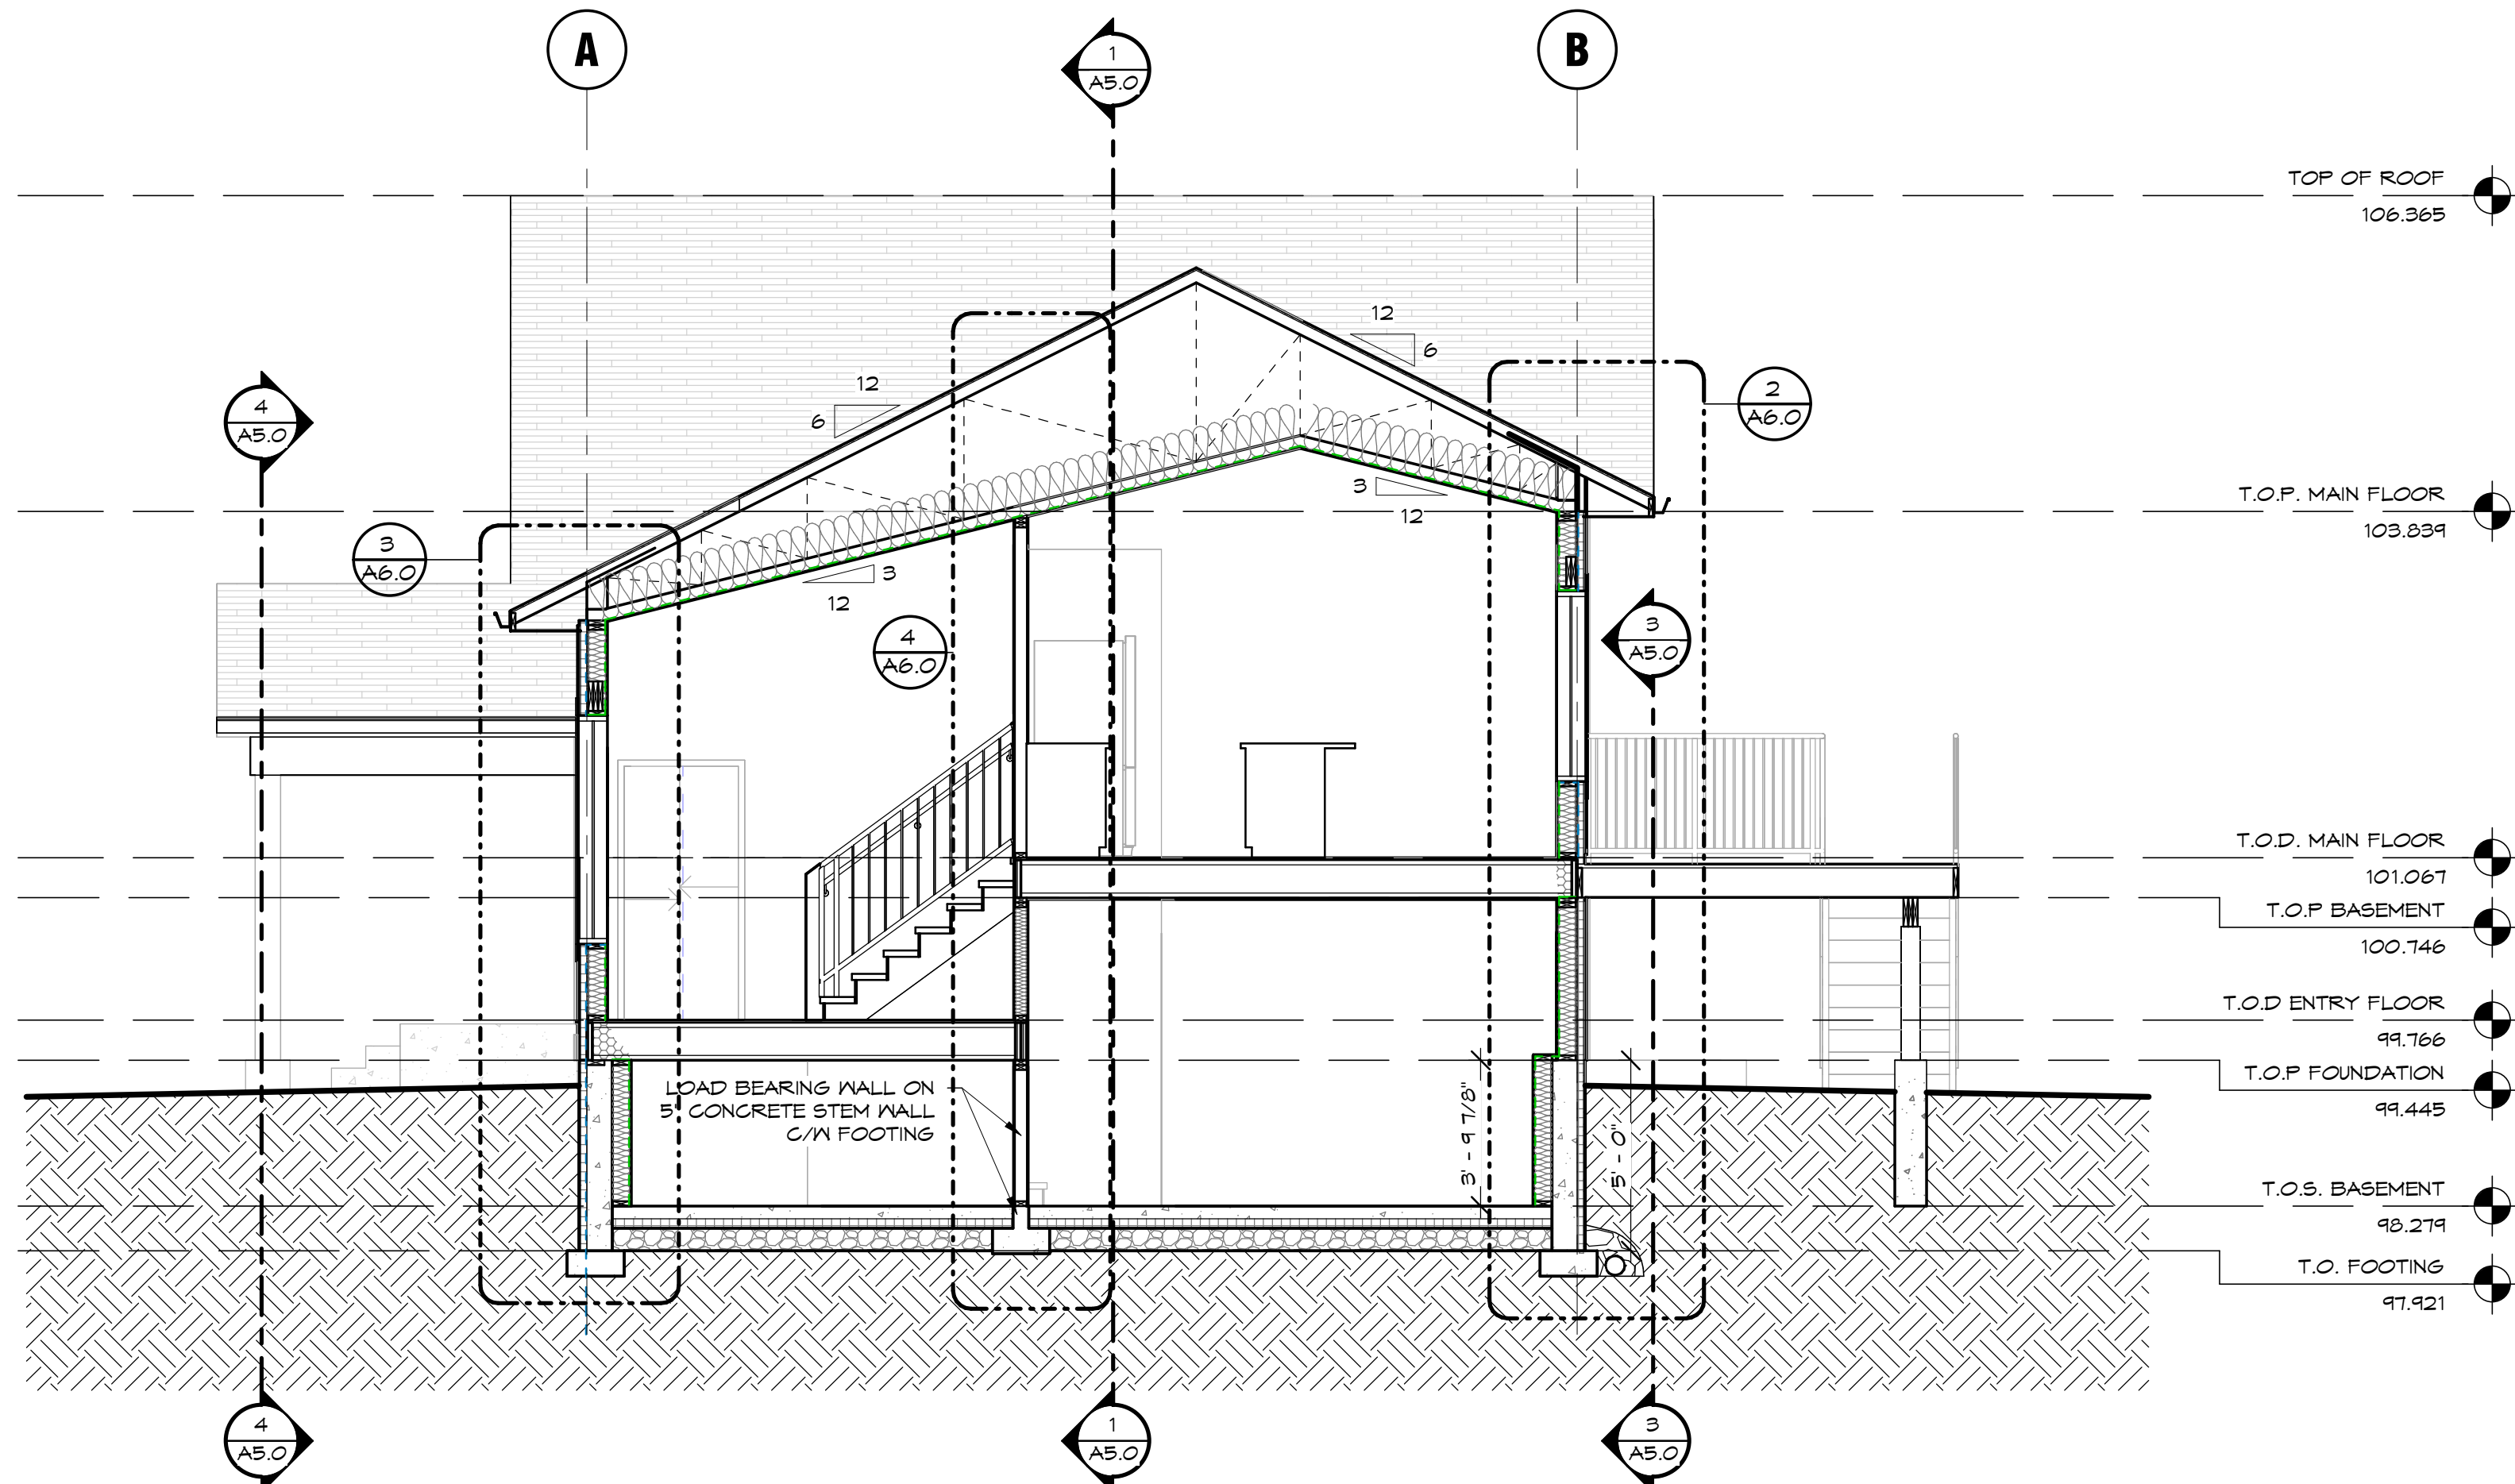 A
B
1
A5.0
TOP OF ROOF
106.365
12
6
12
6
2
A6.0
4
A5.0
3
12
T.O.P. MAIN FLOOR
103.839
3
A6.0
3
12
4
A6.0
3
A5.0
T.O.D. MAIN FLOOR
101.067
T.O.P BASEMENT
100.746
T.O.D ENTRY FLOOR
99.766
T.O.P FOUNDATION
99.445
LOAD BEARING WALL ON
5" CONCRETE STEM WALL
C/W FOOTING
3' - 9 7/8"
5' - 0"
T.O.S. BASEMENT
98.279
T.O. FOOTING
97.921
4
A5.0
1
A5.0
3
A5.0